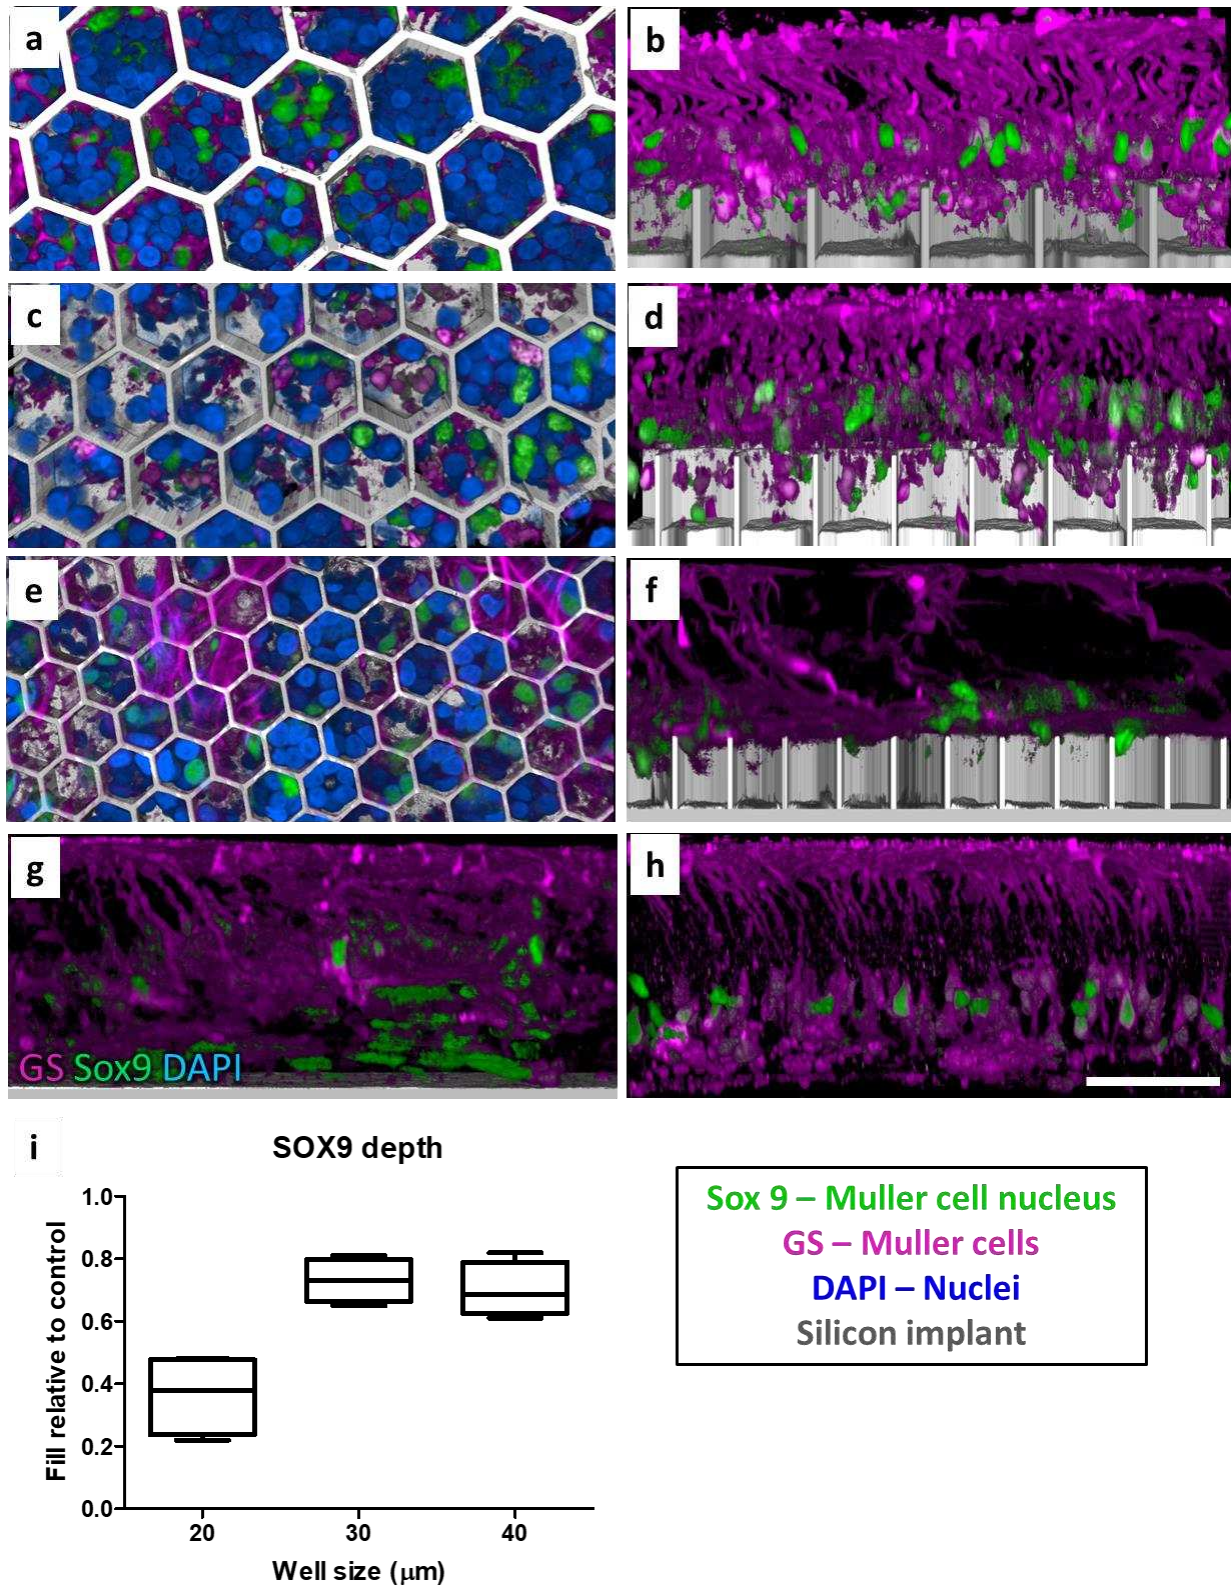 a
b
c
d
e
f
g
h
GS Sox9 DAPI
i
SOX9 depth
1.0
0.8
0.6
0.4
0.2
0.0
Fill relative to control
20
30
40
Well size (μm)
Sox 9 – Muller cell nucleus
GS – Muller cells
DAPI – Nuclei
Silicon implant